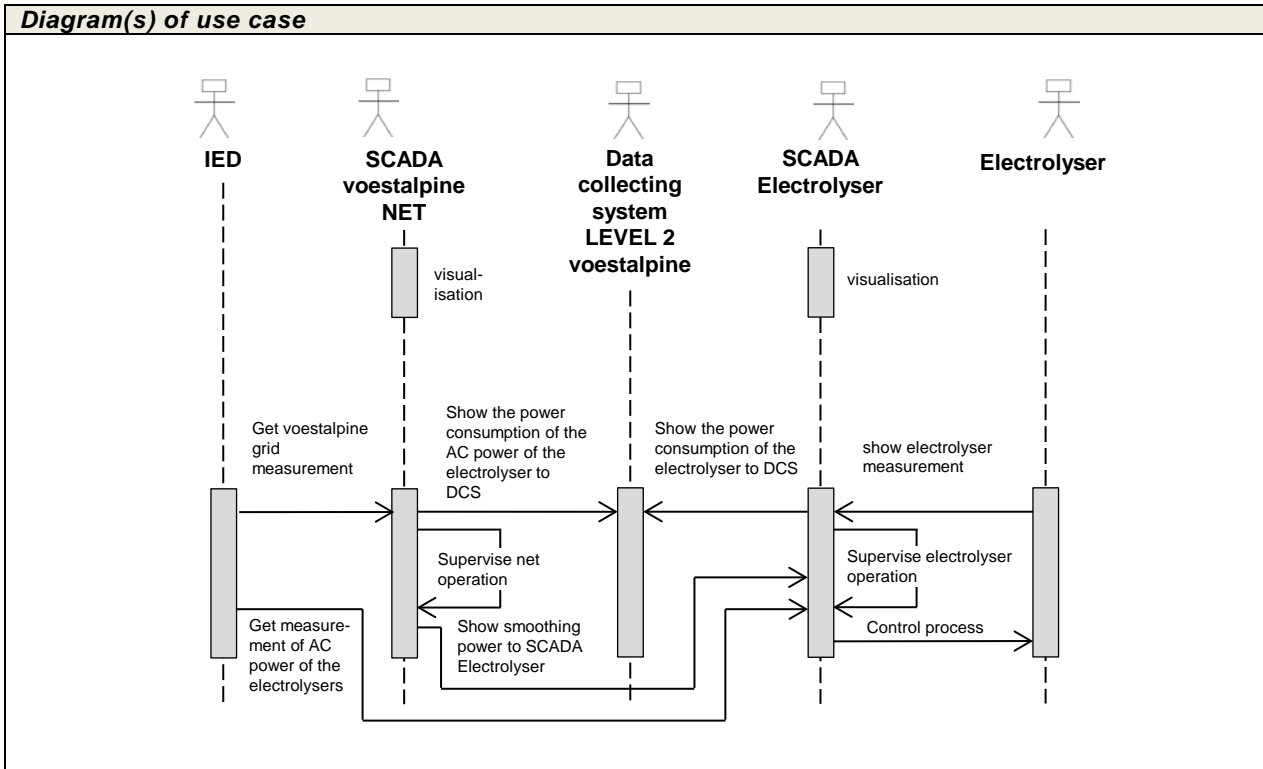 Diagram(s) of use case
IED
SCADA
voestalpine
NET
Data
collecting
system
LEVEL 2
voestalpine
SCADA
Electrolyser
Electrolyser
visual-
isation
visualisation
Get voestalpine
grid
measurement
Show the power
consumption of the
AC power of the
electrolyser to
DCS
Show the power
consumption of the
electrolyser to DCS
show electrolyser
measurement
Supervise net
operation
Supervise electrolyser
operation
Get measure-
ment of AC
power of the
electrolysers
Show smoothing
power to SCADA
Electrolyser
Control process